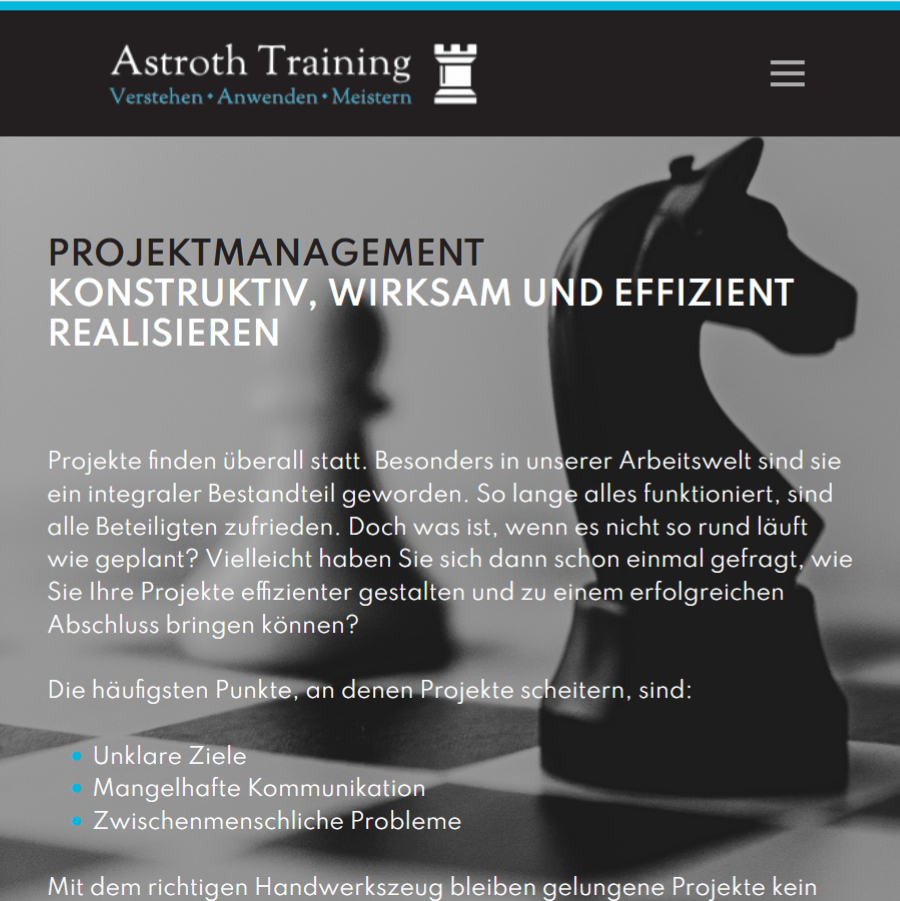 Astroth Training
Verstehen • Anwenden • Meistern
PROJEKTMANAGEMENT
KONSTRUKTIV, WIRKSAM UND EFFIZIENT
REALISIEREN
Projekte finden überall statt. Besonders in unserer Arbeitswelt sind sie
ein integraler Bestandteil geworden. So lange alles funktioniert, sind
alle Beteiligten zufrieden. Doch was ist, wenn es nicht so rund läuft
wie geplant? Vielleicht haben Sie sich dann schon einmal gefragt, wie
Sie Ihre Projekte effizienter gestalten und zu einem erfolgreichen
Abschluss bringen können?
Die häufigsten Punkte, an denen Projekte scheitern, sind:
• Unklare Ziele
• Mangelhafte Kommunikation
• Zwischenmenschliche Probleme
Mit dem richtigen Handwerkszeug bleiben gelungene Projekte kein